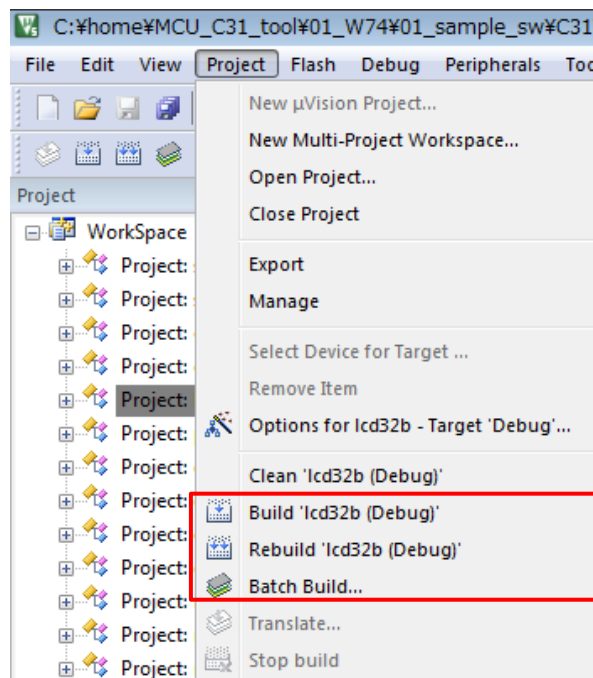 C:¥home¥MCU_C31_tool¥01_W74¥01_sample_sw¥C31
File Edit View Project Flash Debug Peripherals
New µVision Project...
New Multi-Project Workspace...
Open Project...
Close Project
Export
Manage
Select Device for Target ...
Remove Item
Options for lcd32b - Target 'Debug'...
Clean 'lcd32b (Debug)'
Build 'lcd32b (Debug)'
Rebuild 'lcd32b (Debug)'
Batch Build...
Translate...
Stop build
Project
WorkSpace
Project:
Project:
Project:
Project:
Project:
Project:
Project:
Project:
Project:
Project:
Project:
Project:
Project: